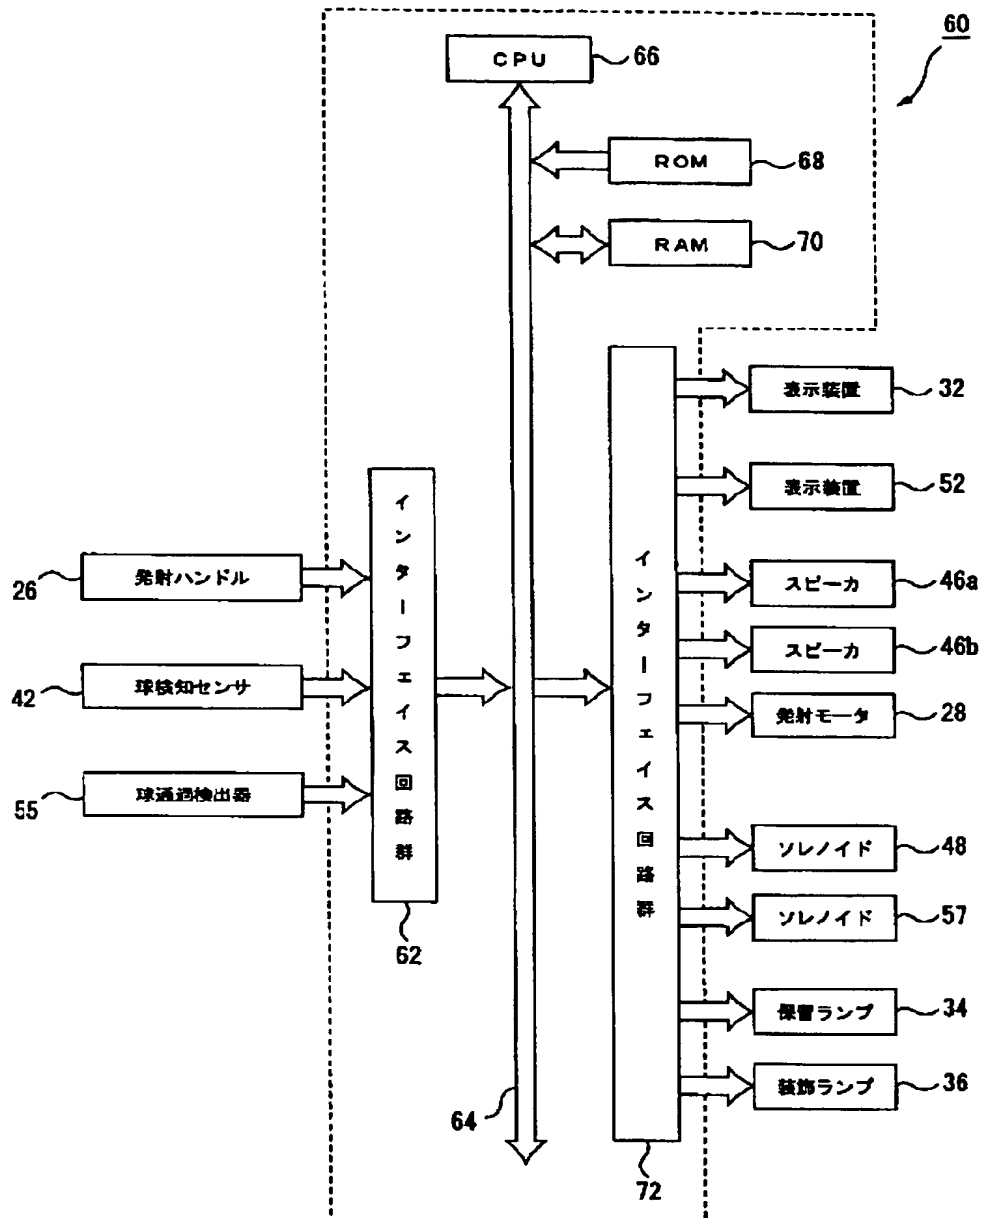 60
CPU
66
ROM
68
RAM
70
表示装置
32
表示装置
52
インターフェイス回路群
インターフェイス回路群
26
発射ハンドル
スピーカ
46a
スピーカ
46b
42
球検知センサ
発射モータ
28
55
球通過検出器
ソレノイド
48
ソレノイド
57
62
保留ランプ
34
装飾ランプ
36
64
72